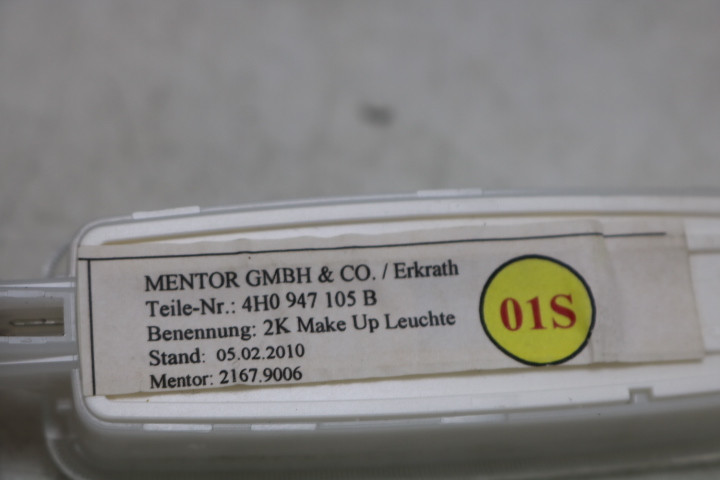 MENTOR GMBH & CO. / Erkrath
Teile-Nr.: 4H0 947 105 B
Benennung: 2K Make Up Leuchte
Stand: 05.02.2010
Mentor: 2167.9006
01S